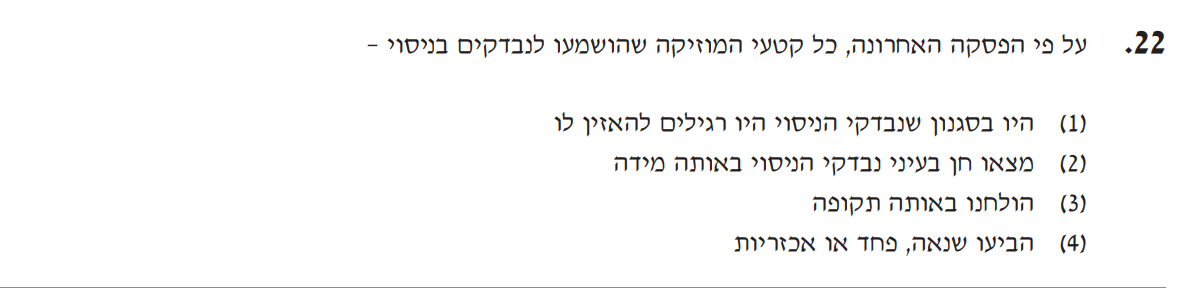 22. על פי הפסקה האחרונה, כל קטעי המוזיקה שהושמעו לנבדקים בניסוי –
(1) היו בסגנון שנבדקי הניסוי היו רגילים להאזין לו
(2) מצאו חן בעיני נבדקי הניסוי באותה מידה
(3) הולחנו באותה תקופה
(4) הביעו שנאה, פחד או אכזריות